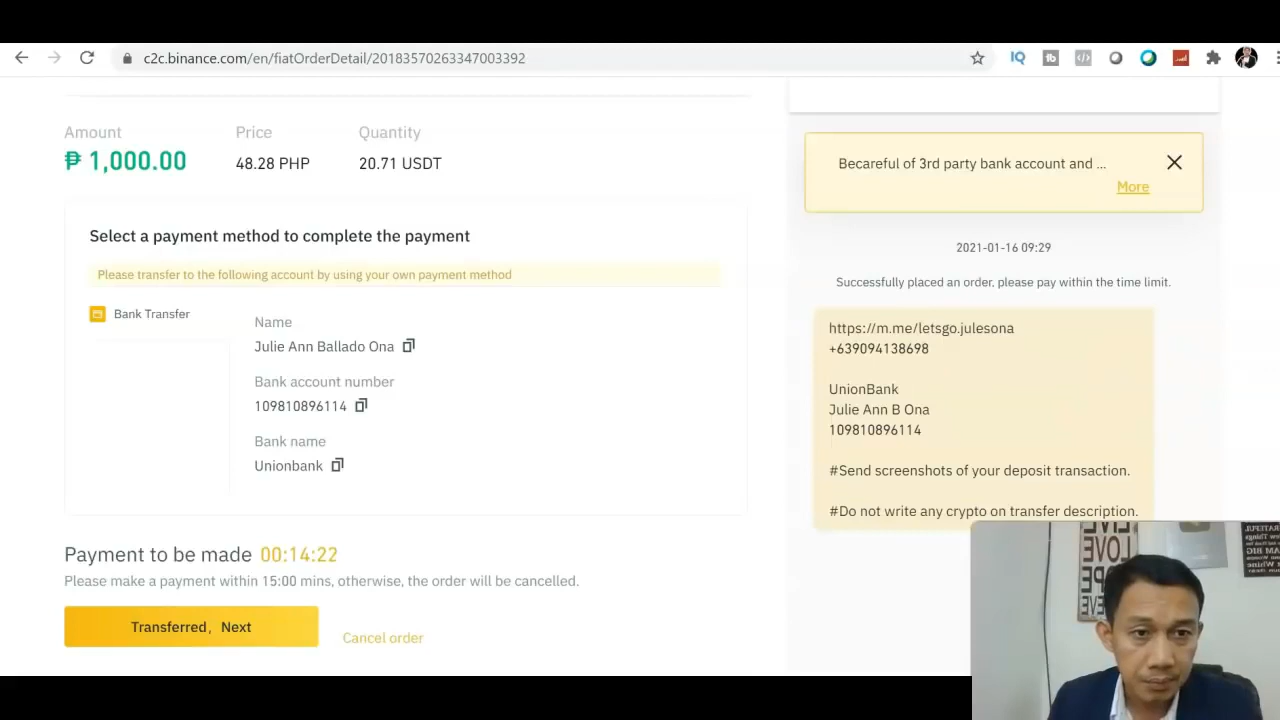 c2c.binance.com/en/fiatOrderDetail/20183570263347003392
Amount
₱ 1,000.00
Price
48.28 PHP
Quantity
20.71 USDT
Select a payment method to complete the payment
Please transfer to the following account by using your own payment method
Bank Transfer
Name
Julie Ann Ballado Ona
Bank account number
109810896114
Bank name
Unionbank
Payment to be made 00:14:22
Please make a payment within 15:00 mins, otherwise, the order will be cancelled.
Transferred, Next
Cancel order
Becareful of 3rd party bank account and ...
More
2021-01-16 09:29
Successfully placed an order, please pay within the time limit.
https://m.me/letsgo.julesona
+639094138698
UnionBank
Julie Ann B Ona
109810896114
#Send screenshots of your deposit transaction.
#Do not write any crypto on transfer description.
LOVE